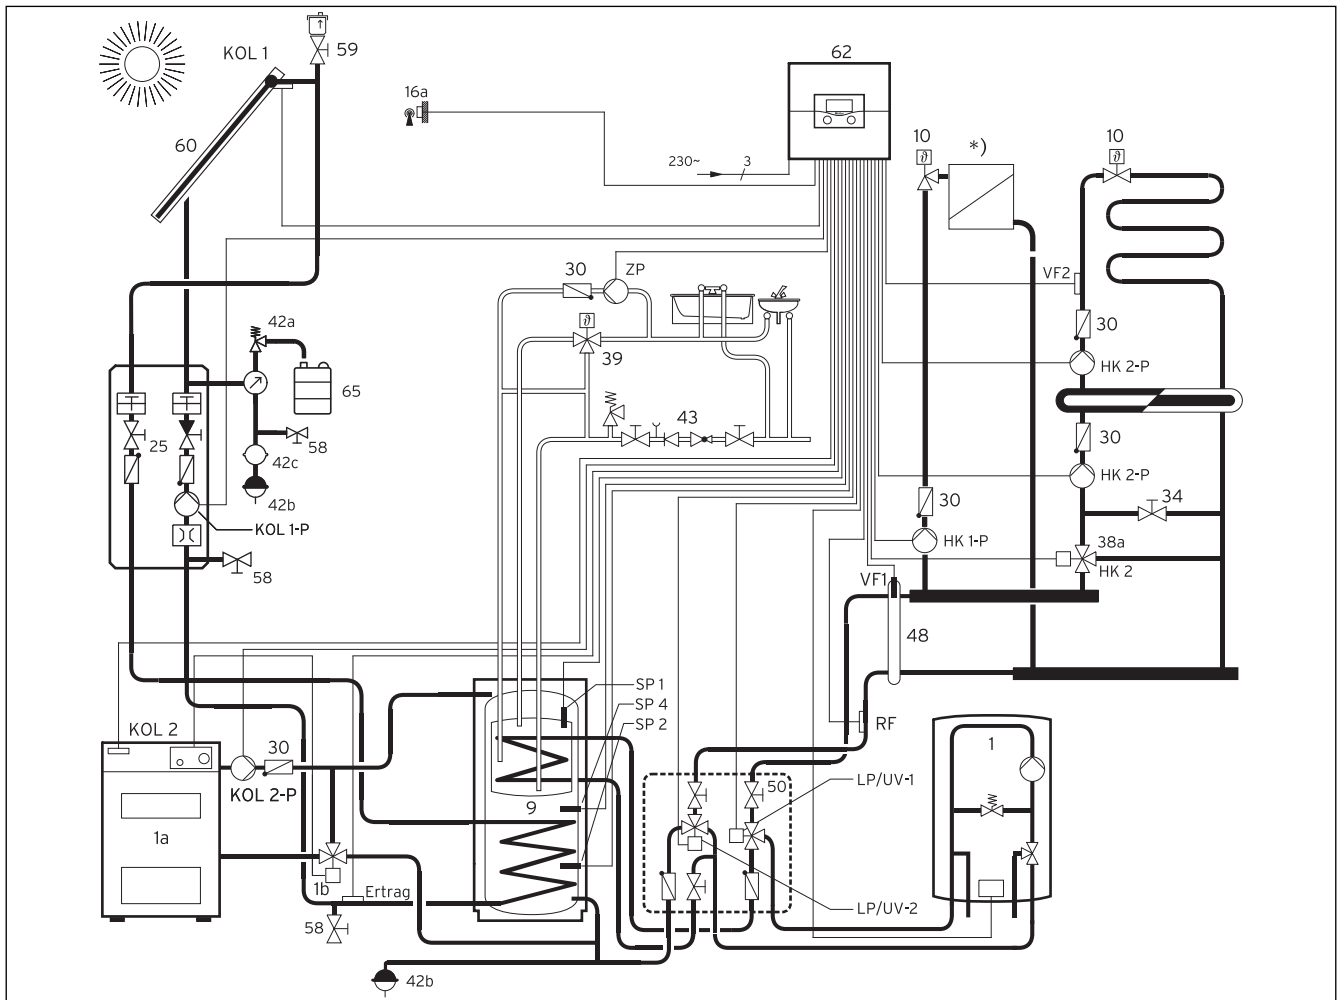 62
59
KOL 1
16a
60
230~
3
10
*)
10
ZP
30
VF2
42a
30
39
HK 2-P
65
43
25
58
30
42c
HK 2-P
42b
34
KOL 1-P
30
HK 1-P
38a
HK 2
58
VF1
48
SP 1
SP 4
SP 2
RF
KOL 2
30
1
KOL 2-P
LP/UV-1
50
9
1a
1b
Ertrag
LP/UV-2
58
42b
ϑ
ϑ
ϑ